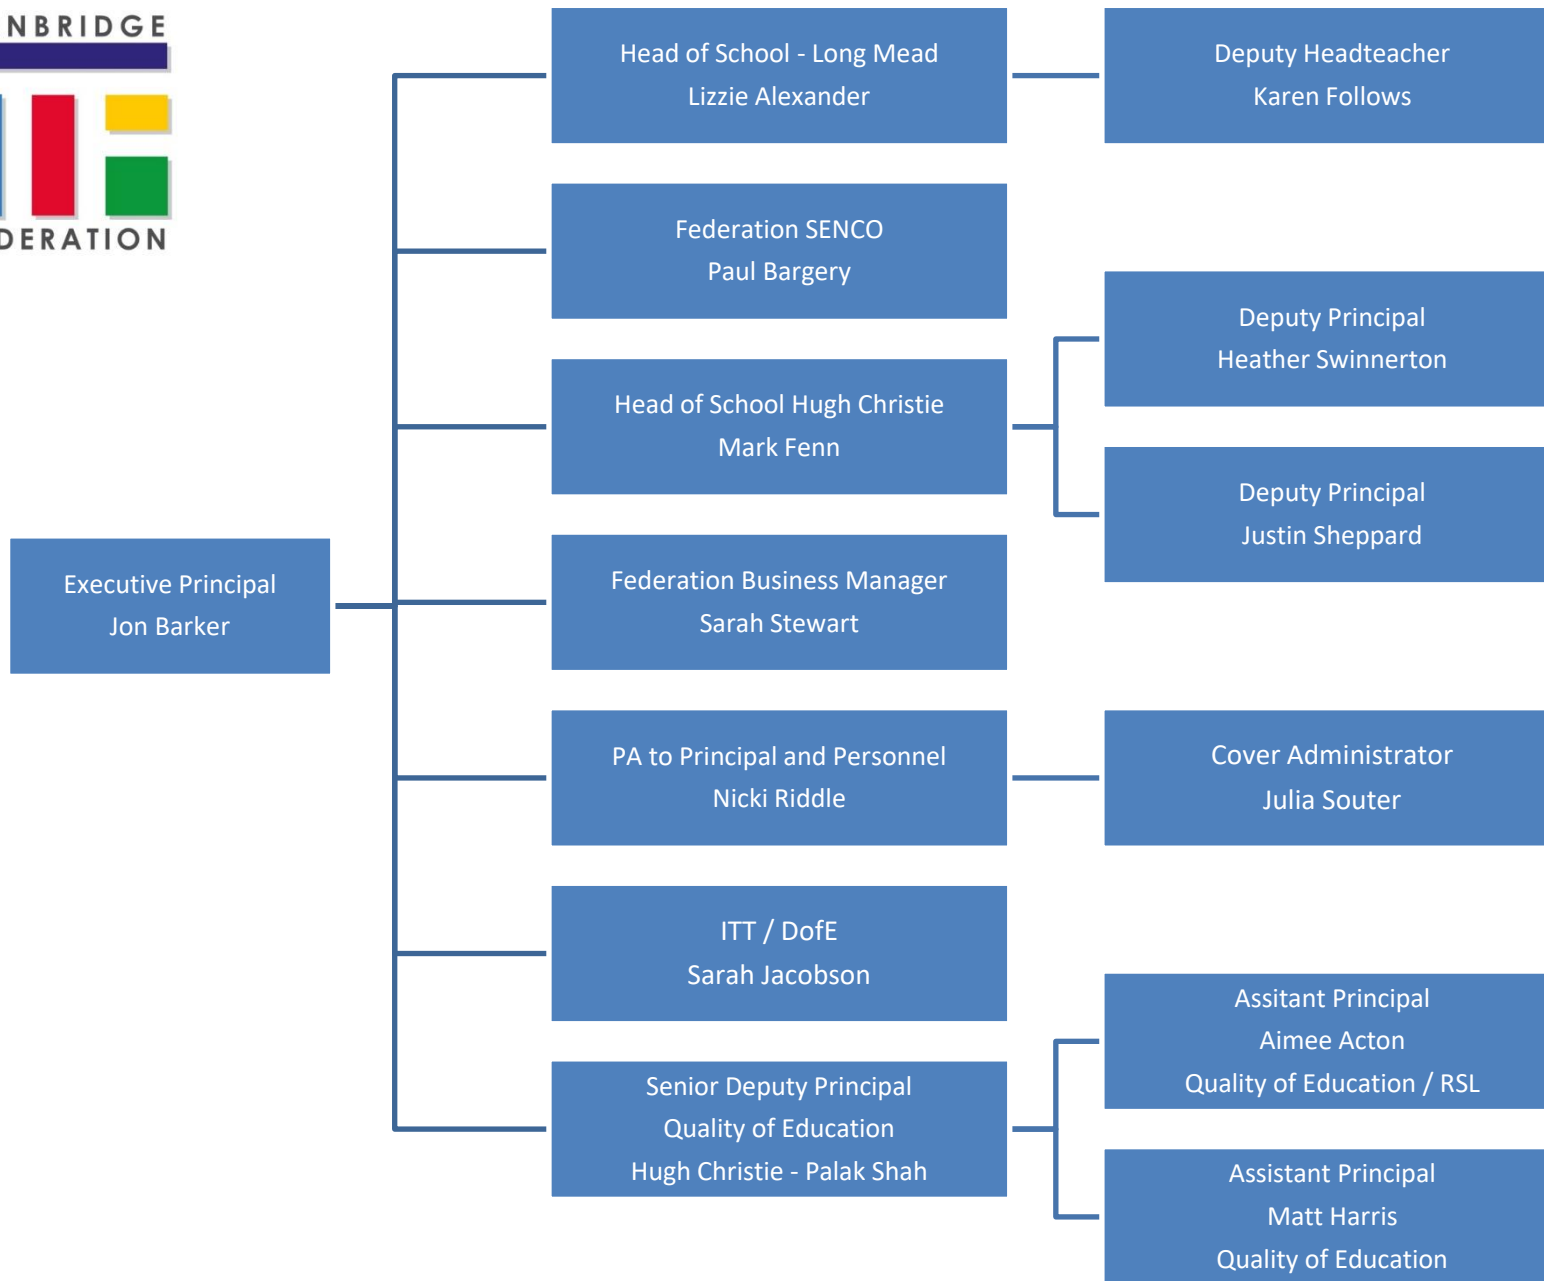 NBRIDGE
DERATION
Head of School - Long Mead
Lizzie Alexander
Deputy Headteacher
Karen Follows
Federation SENCO
Paul Bargery
Deputy Principal
Heather Swinnerton
Head of School Hugh Christie
Mark Fenn
Deputy Principal
Justin Sheppard
Executive Principal
Jon Barker
Federation Business Manager
Sarah Stewart
PA to Principal and Personnel
Nicki Riddle
Cover Administrator
Julia Souter
ITT / DofE
Sarah Jacobson
Assitant Principal
Aimee Acton
Quality of Education / RSL
Senior Deputy Principal
Quality of Education
Hugh Christie - Palak Shah
Assistant Principal
Matt Harris
Quality of Education